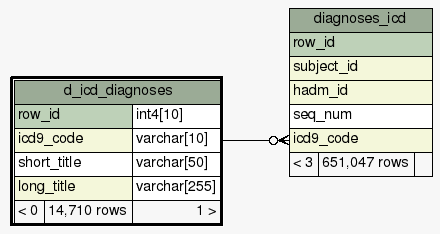 diagnoses_icd
row_id
subject_id
hadm_id
seq_num
icd9_code
< 3 651,047 rows
d_icd_diagnoses
row_id int4[10]
icd9_code varchar[10]
short_title varchar[50]
long_title varchar[255]
< 0 14,710 rows 1 >